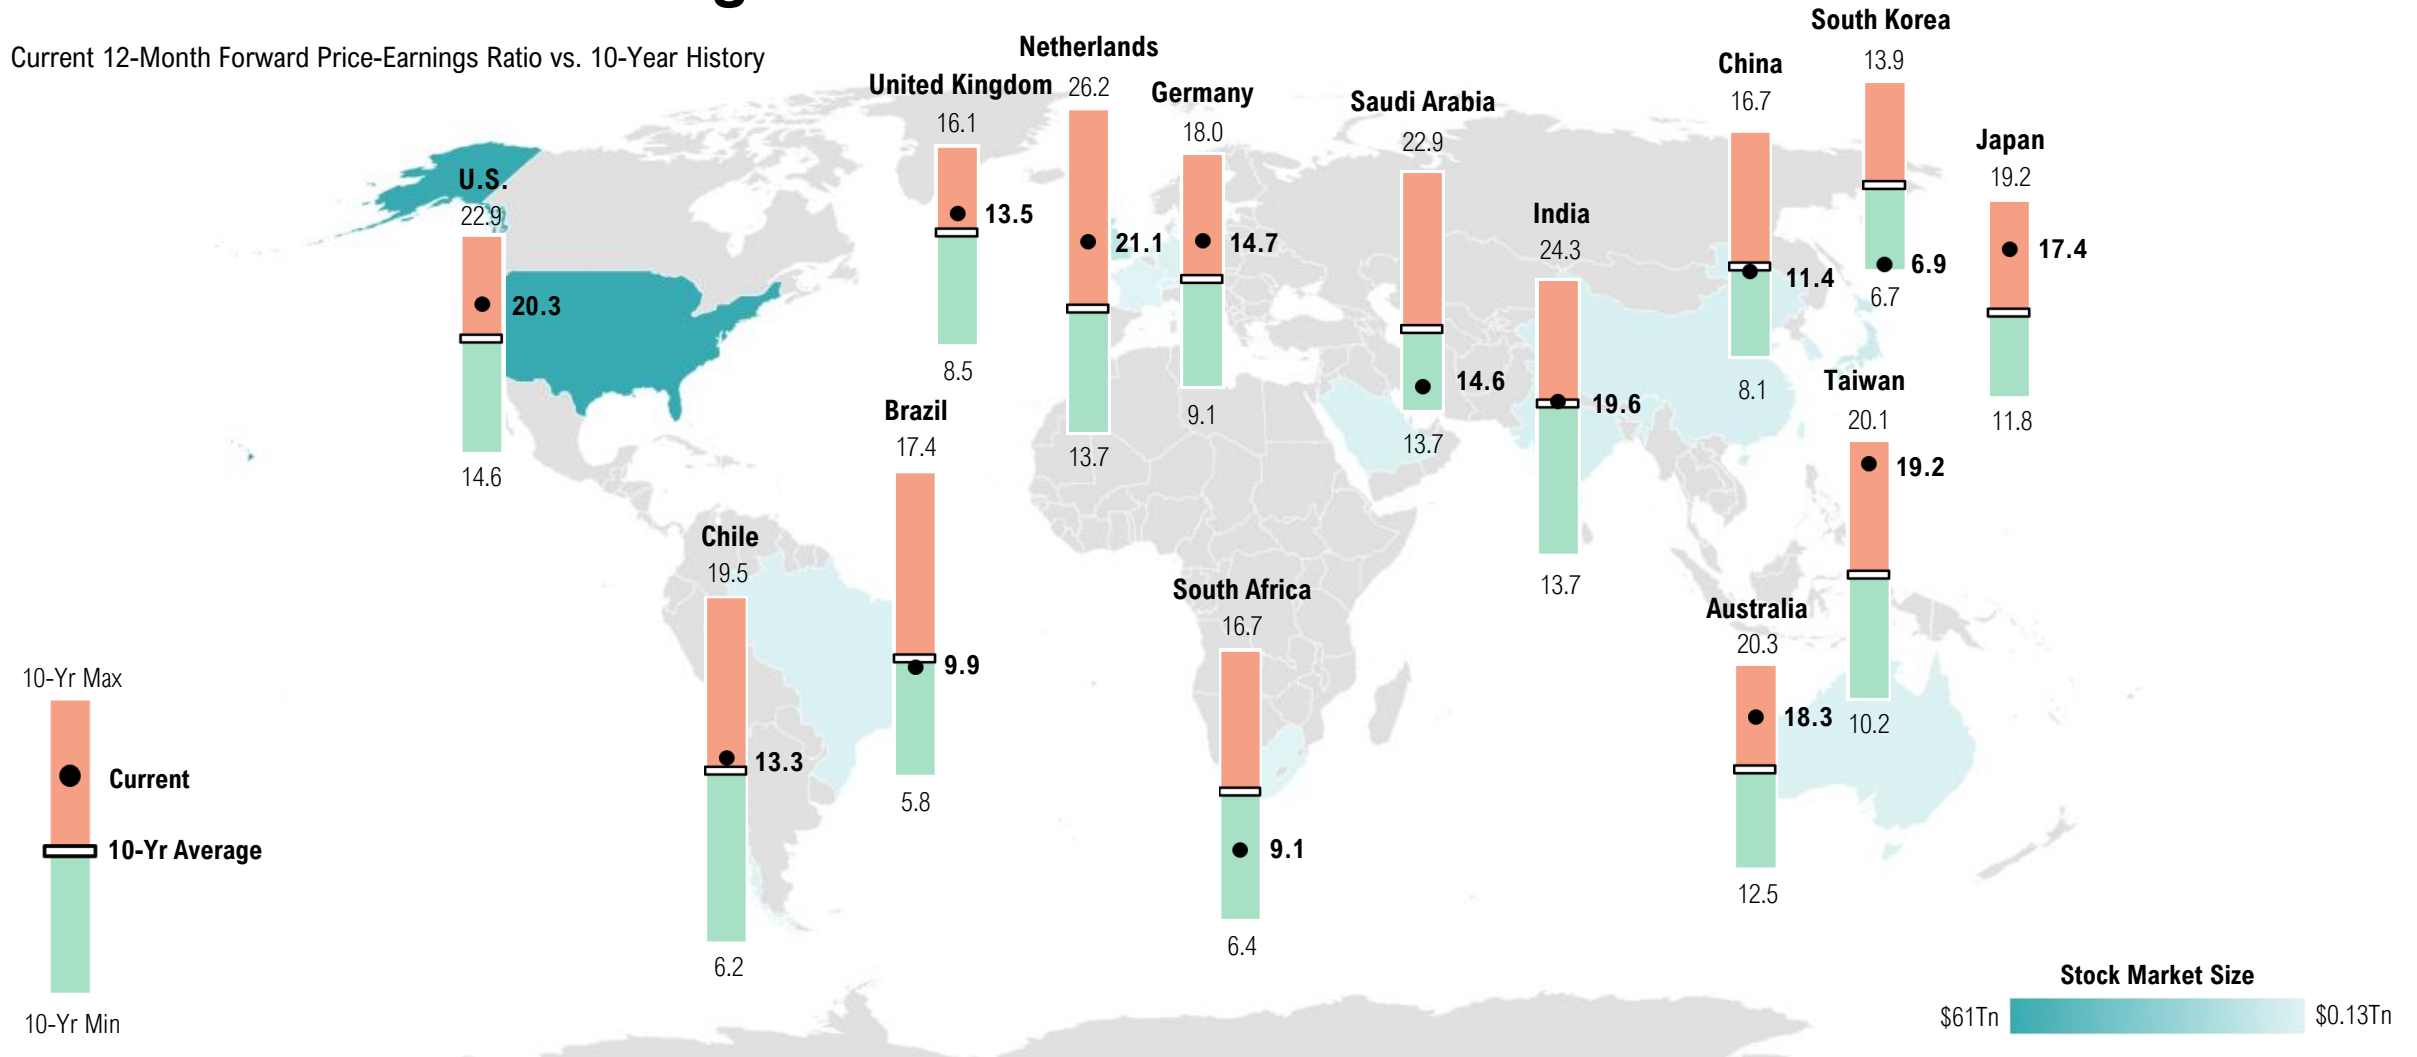 Current 12-Month Forward Price-Earnings Ratio vs. 10-Year History
South Korea
13.9
6.9
6.7
Netherlands
26.2
21.1
13.7
China
16.7
11.4
8.1
United Kingdom
16.1
13.5
8.5
Germany
18.0
14.7
9.1
Saudi Arabia
22.9
14.6
13.7
Japan
19.2
17.4
11.8
U.S.
22.9
20.3
14.6
India
24.3
19.6
13.7
Taiwan
20.1
19.2
10.2
Brazil
17.4
9.9
5.8
Chile
19.5
13.3
6.2
South Africa
16.7
9.1
6.4
Australia
20.3
18.3
12.5
10-Yr Max
Current
10-Yr Average
10-Yr Min
Stock Market Size
$61Tn
$0.13Tn